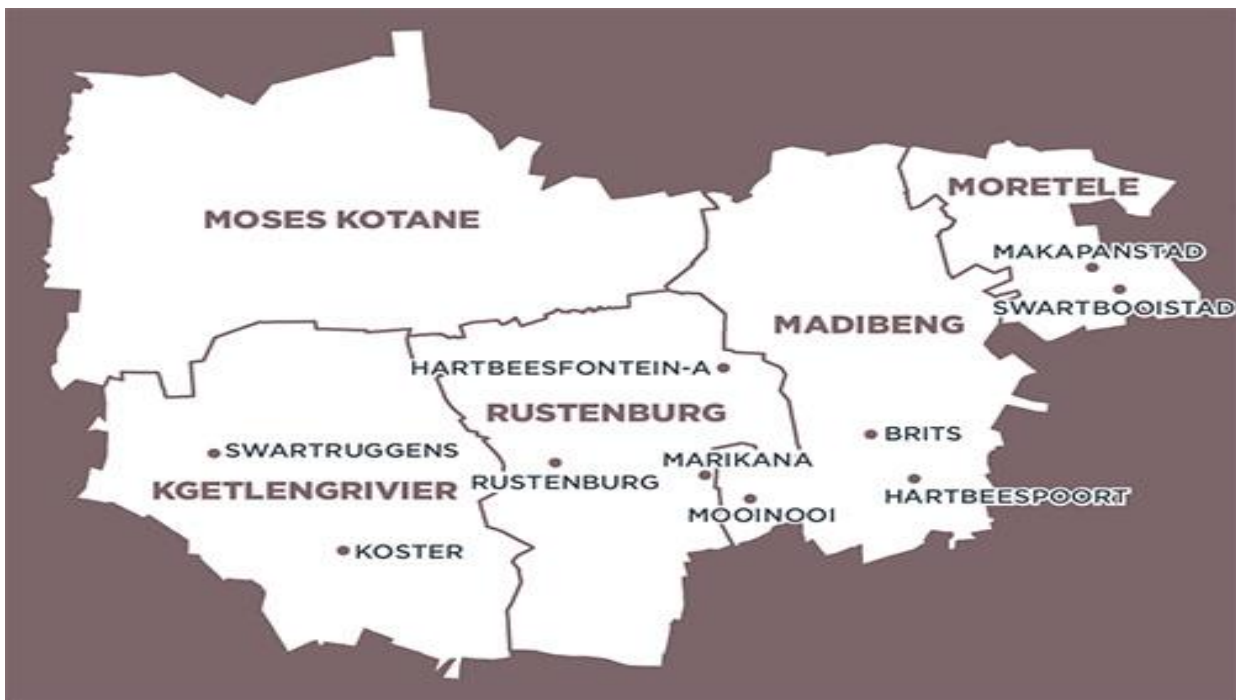 MORETELE
MOSES KOTANE
MAKAPANSTAD
SWARTBOOISTAD
MADIBENG
HARTBEESFONTEIN-A
RUSTENBURG
BRITS
SWARTRUGGENS
MARIKANA
RUSTENBURG
KGETLENGRIVIER
HARTBEESPOORT
MOOINOOI
KOSTER